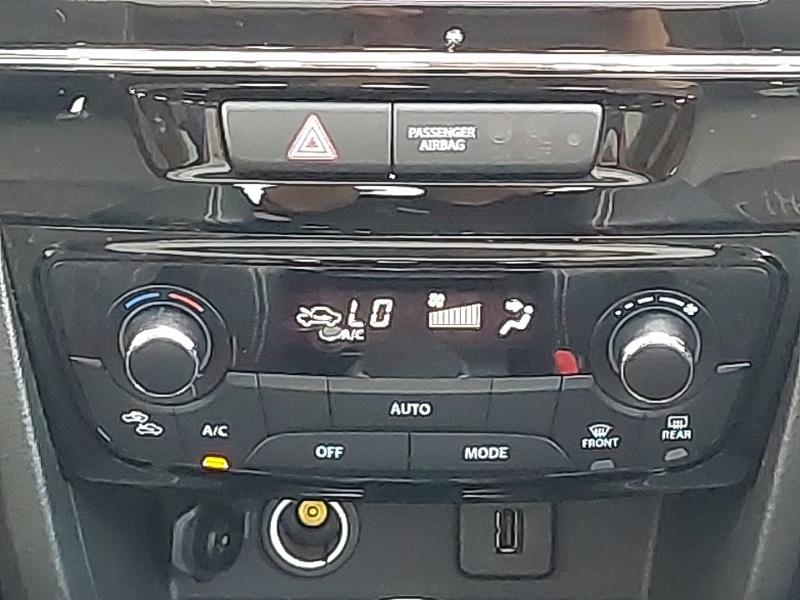 PASSENGER
AIRBAG
LO
A/C
AUTO
A/C
OFF
MODE
FRONT
REAR